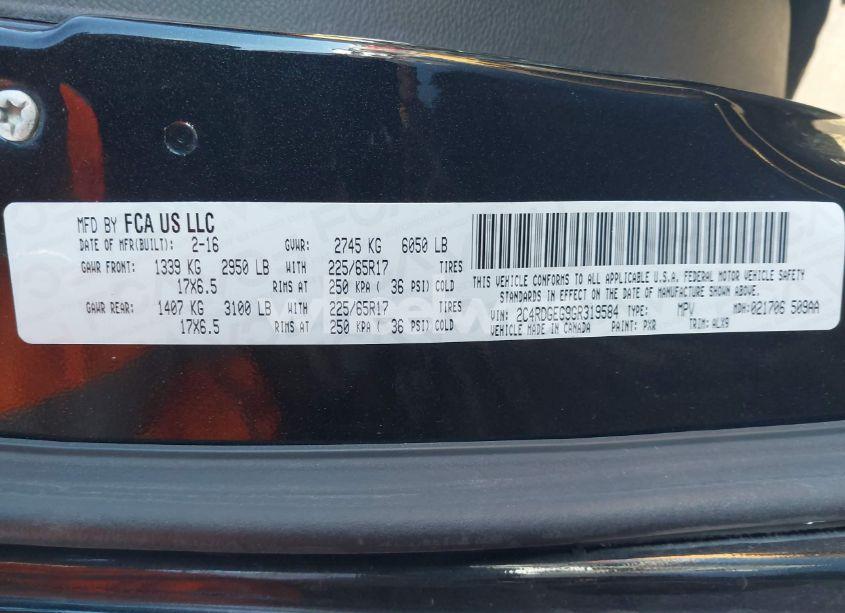 MFD BY FCA US LLC
DATE OF MFR(BUILT): 2-16 GVWR: 2745 KG 6050 LB
GAWR FRONT: 1339 KG 2950 LB WITH 225/65R17 TIRES
17X6.5 RIMS AT 250 KPA( 36 PSI) COLD
GAWR REAR: 1407 KG 3100 LB WITH 225/65R17 TIRES
17X6.5 RIMS AT 250 KPA( 36 PSI) COLD
THIS VEHICLE CONFORMS TO ALL APPLICABLE U.S.A. FEDERAL MOTOR VEHICLE SAFETY
STANDARDS IN EFFECT ON THE DATE OF MANUFACTURE SHOWN ABOVE.
VIN: 2C4RDGEG9GR319584 TYPE: MPV MDH:021706 509AA
VEHICLE MADE IN CANADA PAINT: PXR TRIM: ALX9